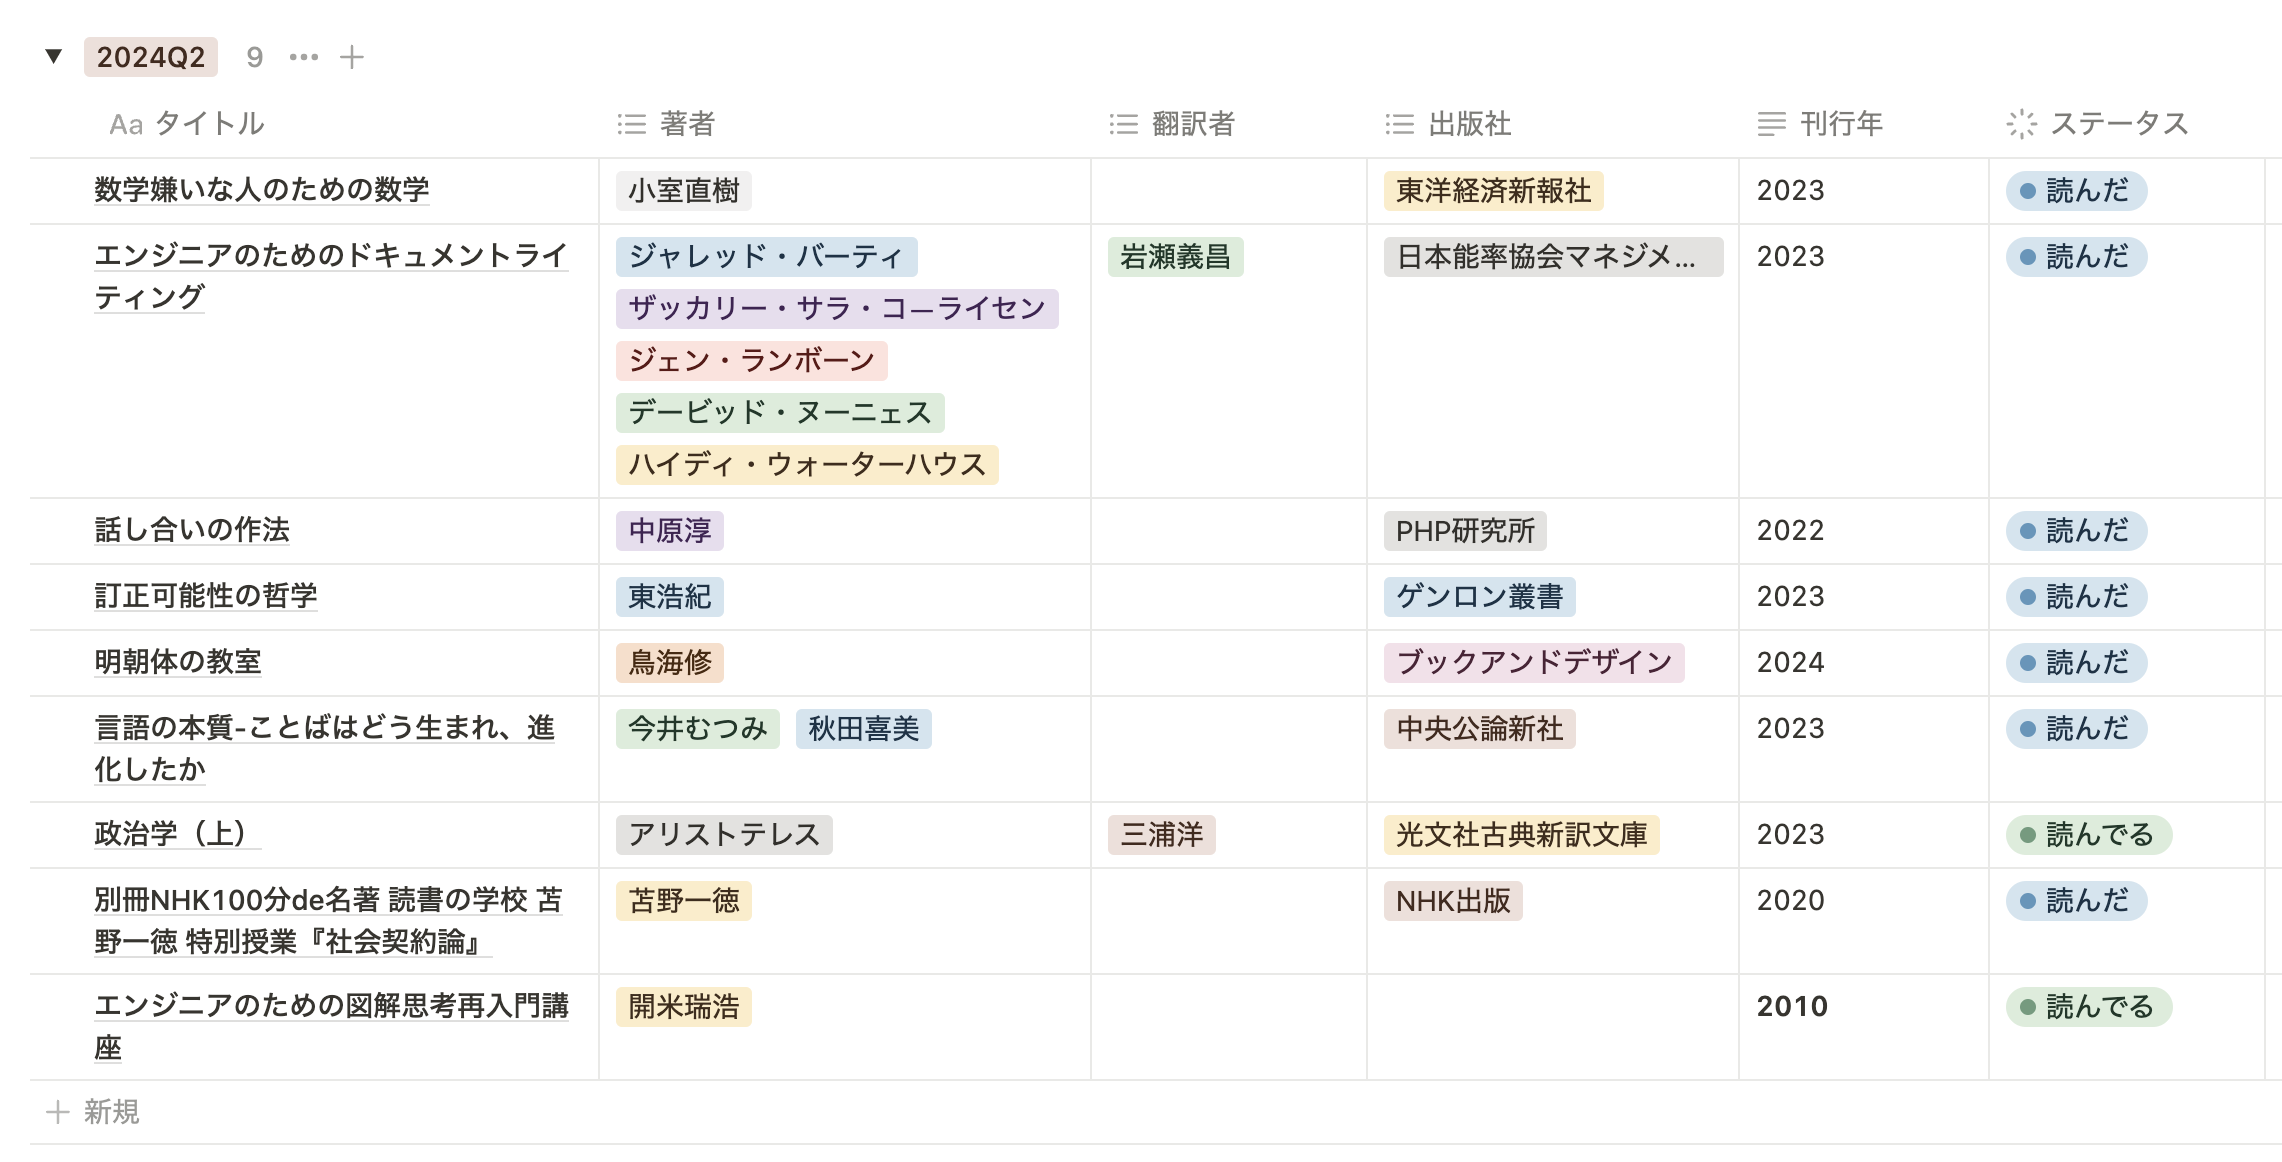 2024Q2 9
Aa タイトル 著者 翻訳者 出版社 刊行年 ステータス
数学嫌いな人のための数学 小室直樹 東洋経済新報社 2023 読んだ
エンジニアのためのドキュメントライ ジャレッド・バーティ 岩瀬義昌 日本能率協会マネジメ... 2023 読んだ
ティング ザッカリー・サラ・コーライセン
ジェン・ランボーン
デービッド・ヌーニェス
ハイディ・ウォーターハウス
話し合いの作法 中原淳 PHP研究所 2022 読んだ
訂正可能性の哲学 東浩紀 ゲンロン叢書 2023 読んだ
明朝体の教室 鳥海修 ブックアンドデザイン 2024 読んだ
言語の本質-ことばはどう生まれ、進 今井むつみ 秋田喜美 中央公論新社 2023 読んだ
化したか
政治学（上） アリストテレス 三浦洋 光文社古典新訳文庫 2023 読んでる
別冊NHK100分de名著 読書の学校 苫 苫野一徳 NHK出版 2020 読んだ
野一徳 特別授業『社会契約論』
エンジニアのための図解思考再入門講 開米瑞浩 2010 読んでる
座
新規